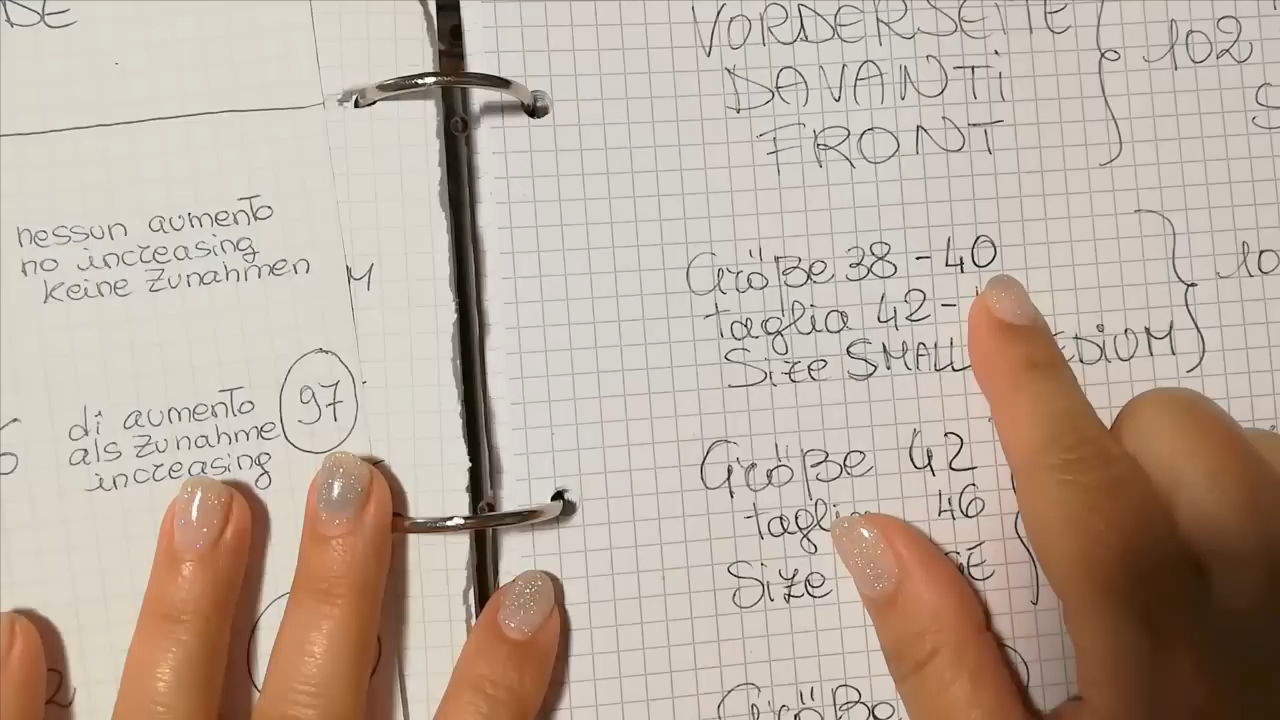 nessun aumento
no increasing
keine Zunahmen
di aumento
als Zunahme
increasing
97
VORDERSEITE
DAVANTi
FRONT
102
Größe 38-40
taglia 42-
Size SMALL
Größe 42
taglia 46
Size